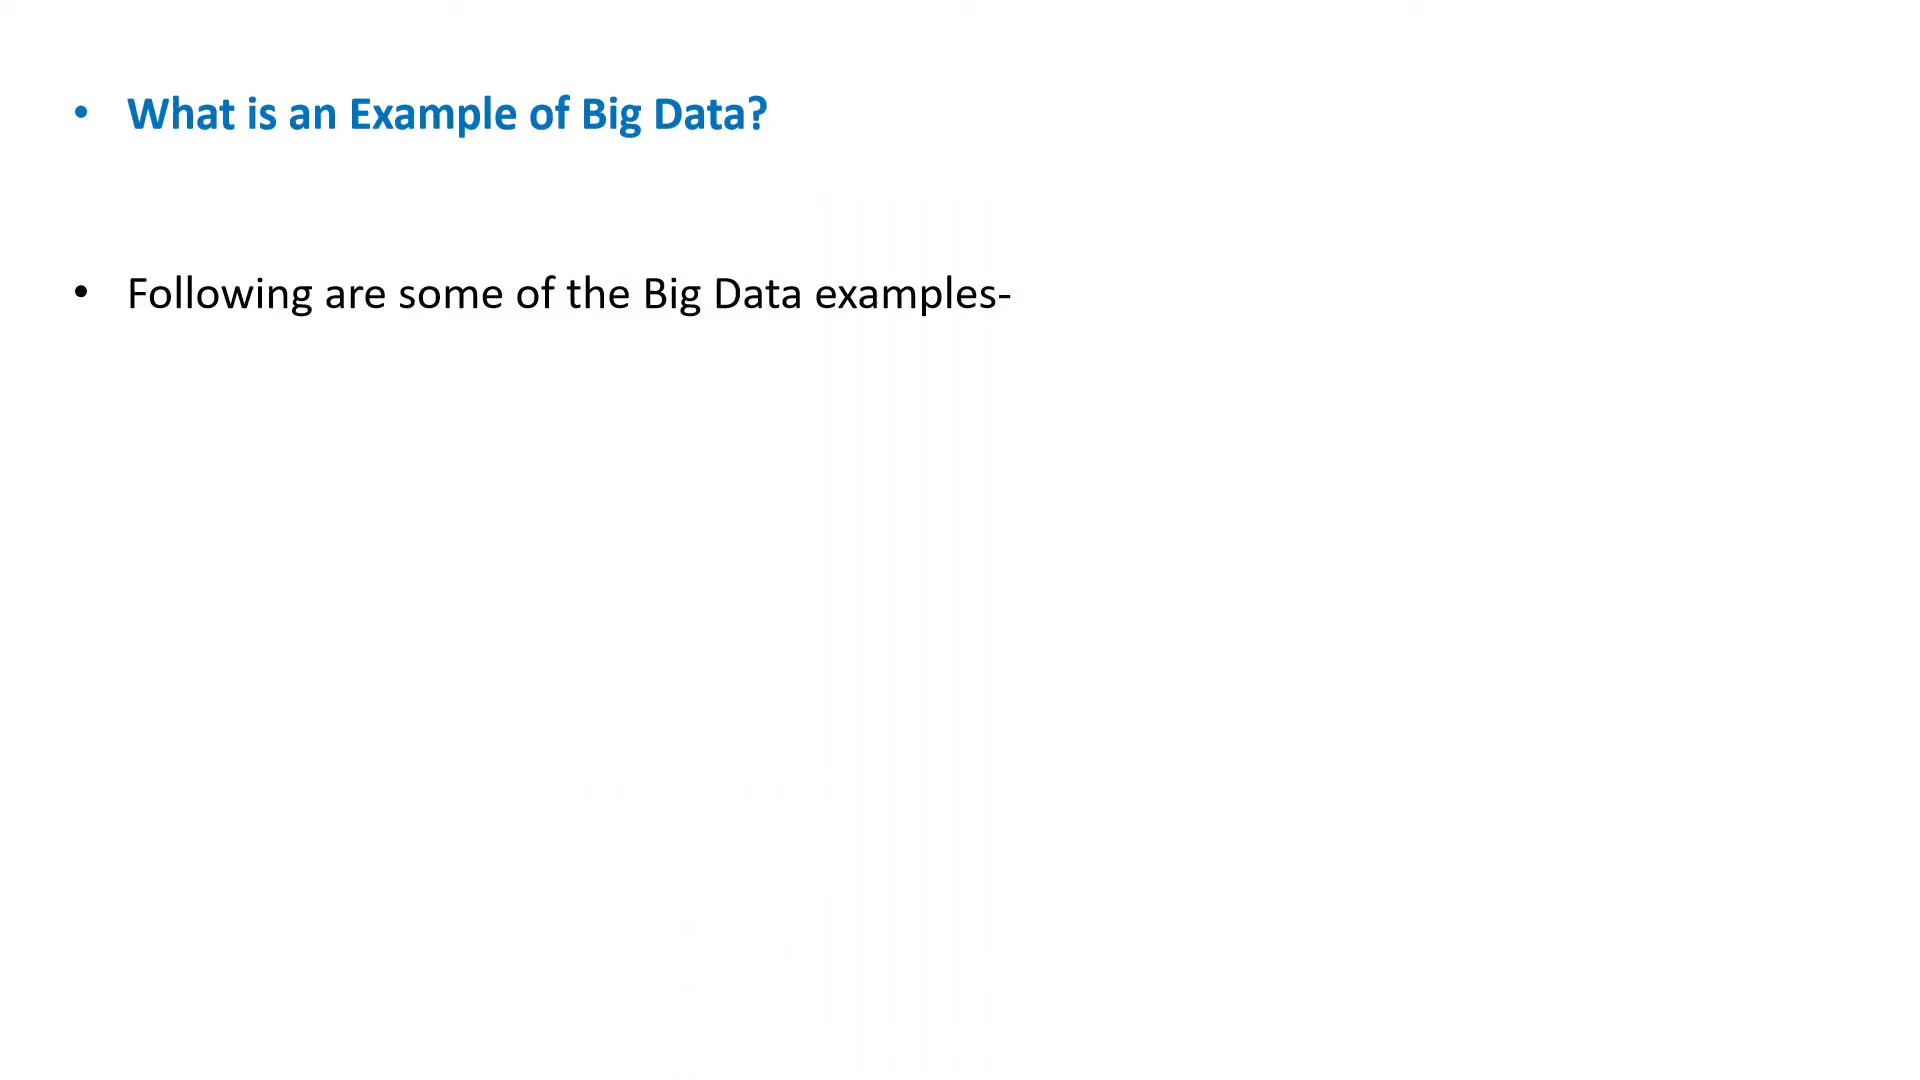 • What is an Example of Big Data?
• Following are some of the Big Data examples-